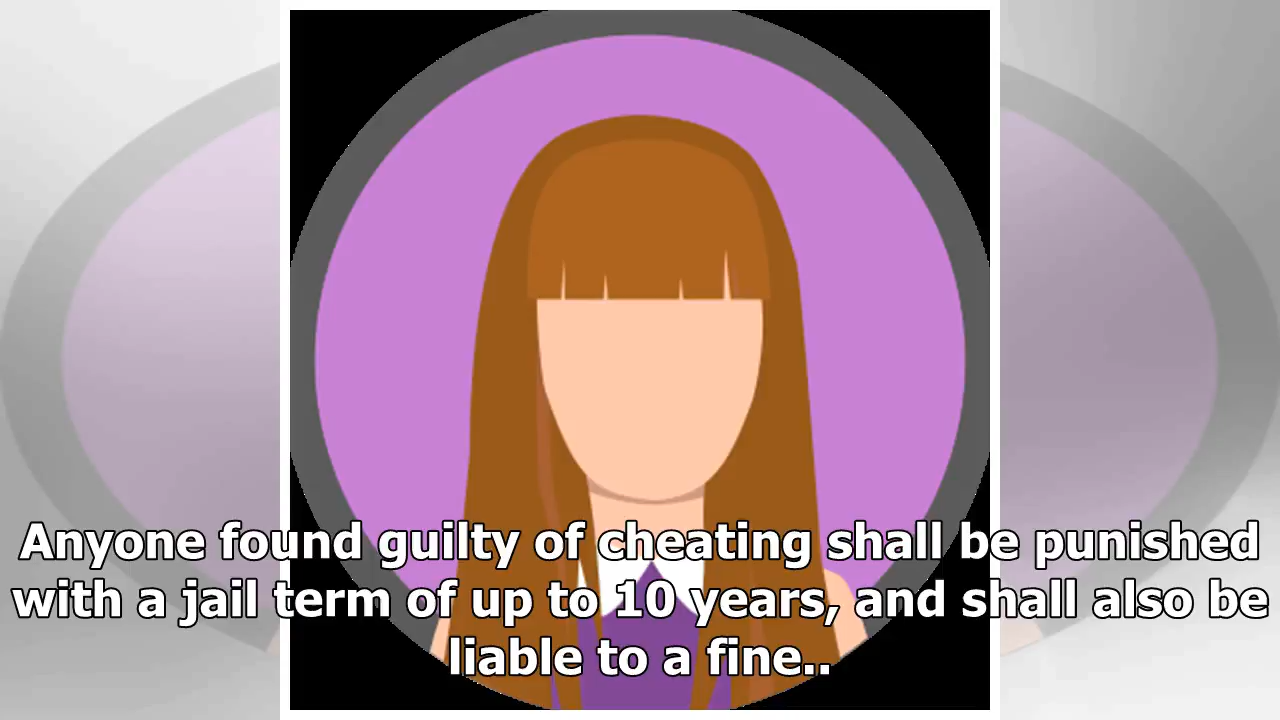 Anyone found guilty of cheating shall be punished
with a jail term of up to 10 years, and shall also be
liable to a fine..